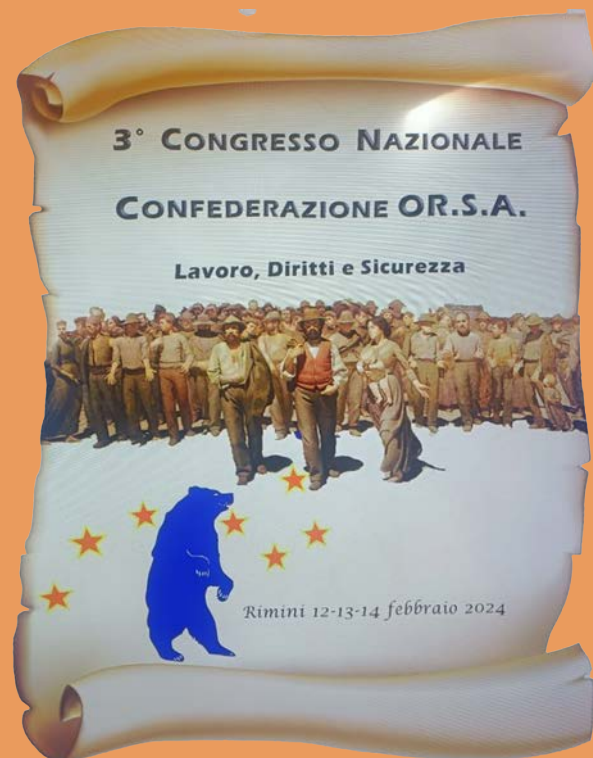 3° Congresso Nazionale
Confederazione OR.S.A.
Lavoro, Diritti e Sicurezza
Rimini 12-13-14 febbraio 2024